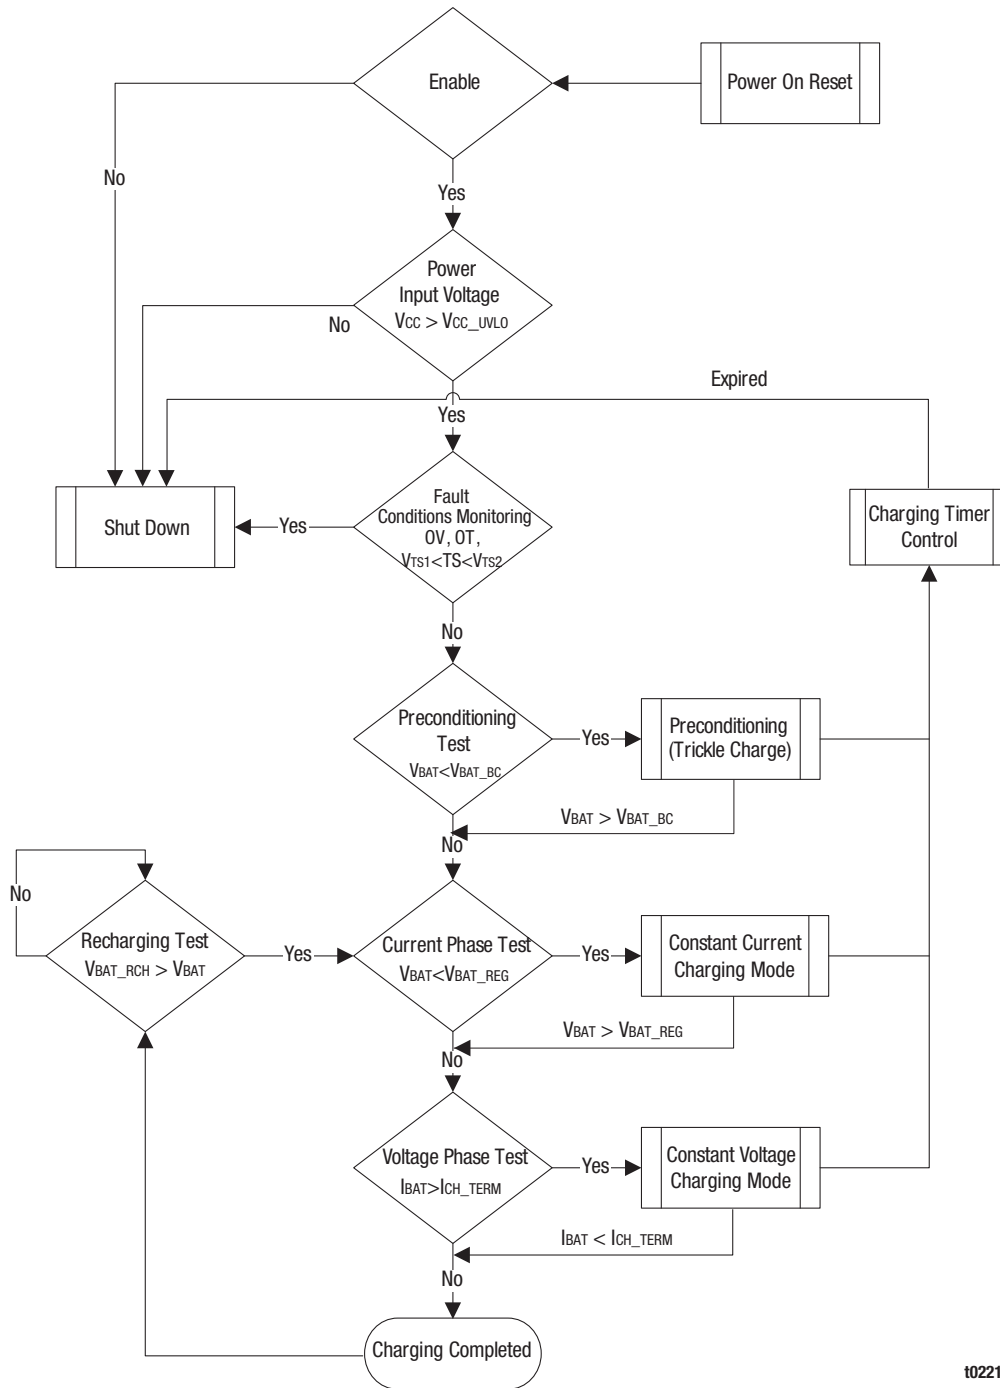 Enable
Power On Reset
No
Yes
Power
Input Voltage
VCC > VCC_UVLO
No
Expired
Yes
Shut Down
Yes
Fault
Conditions Monitoring
OV, OT,
VTS1<TS<VTS2
Charging Timer
Control
No
Preconditioning
Test
VBAT<VBAT_BC
Yes
Preconditioning
(Trickle Charge)
VBAT > VBAT_BC
No
No
Recharging Test
VBAT_RCH > VBAT
Yes
Current Phase Test
VBAT<VBAT_REG
Yes
Constant Current
Charging Mode
VBAT > VBAT_REG
No
Voltage Phase Test
IBAT>ICH_TERM
Yes
Constant Voltage
Charging Mode
IBAT < ICH_TERM
No
Charging Completed
t0221